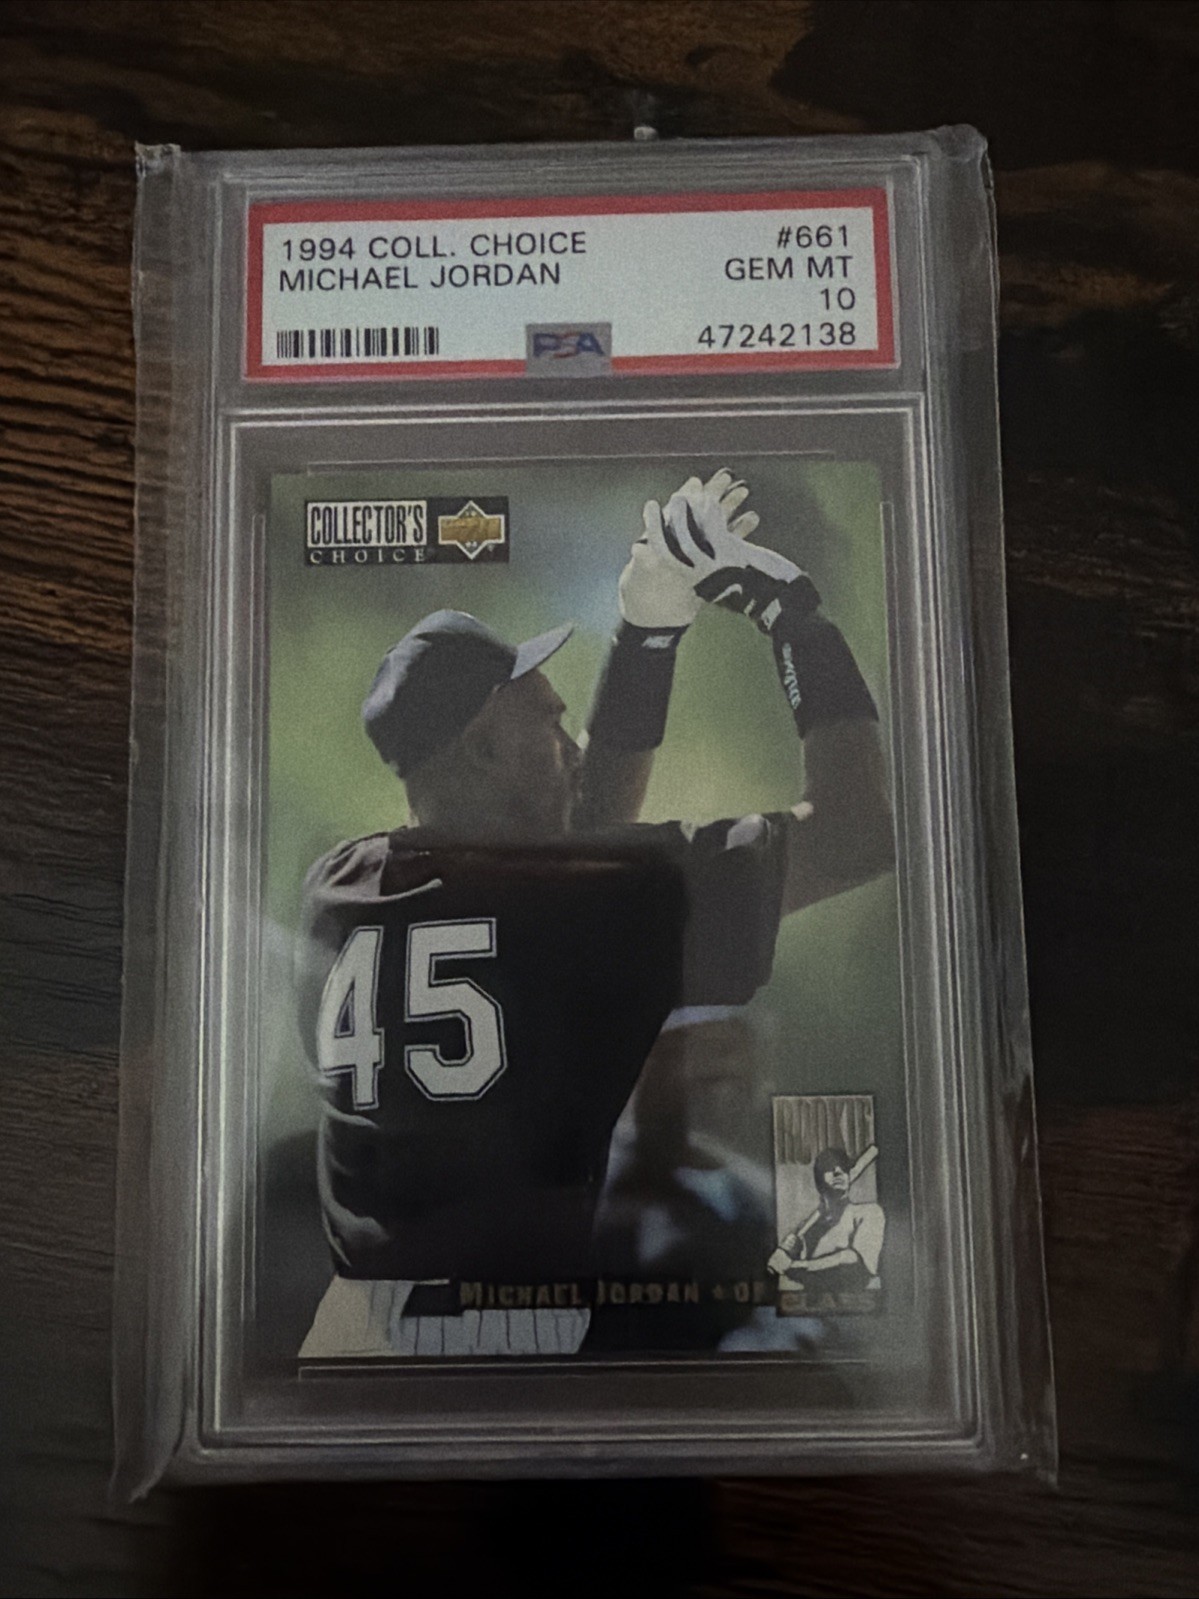 1994 COLL. CHOICE #661
MICHAEL JORDAN GEM MT
10
PSA 47242138
COLLECTOR'S
CHOICE
45
ROOKIE
MICHAEL JORDAN • OF
CLASS